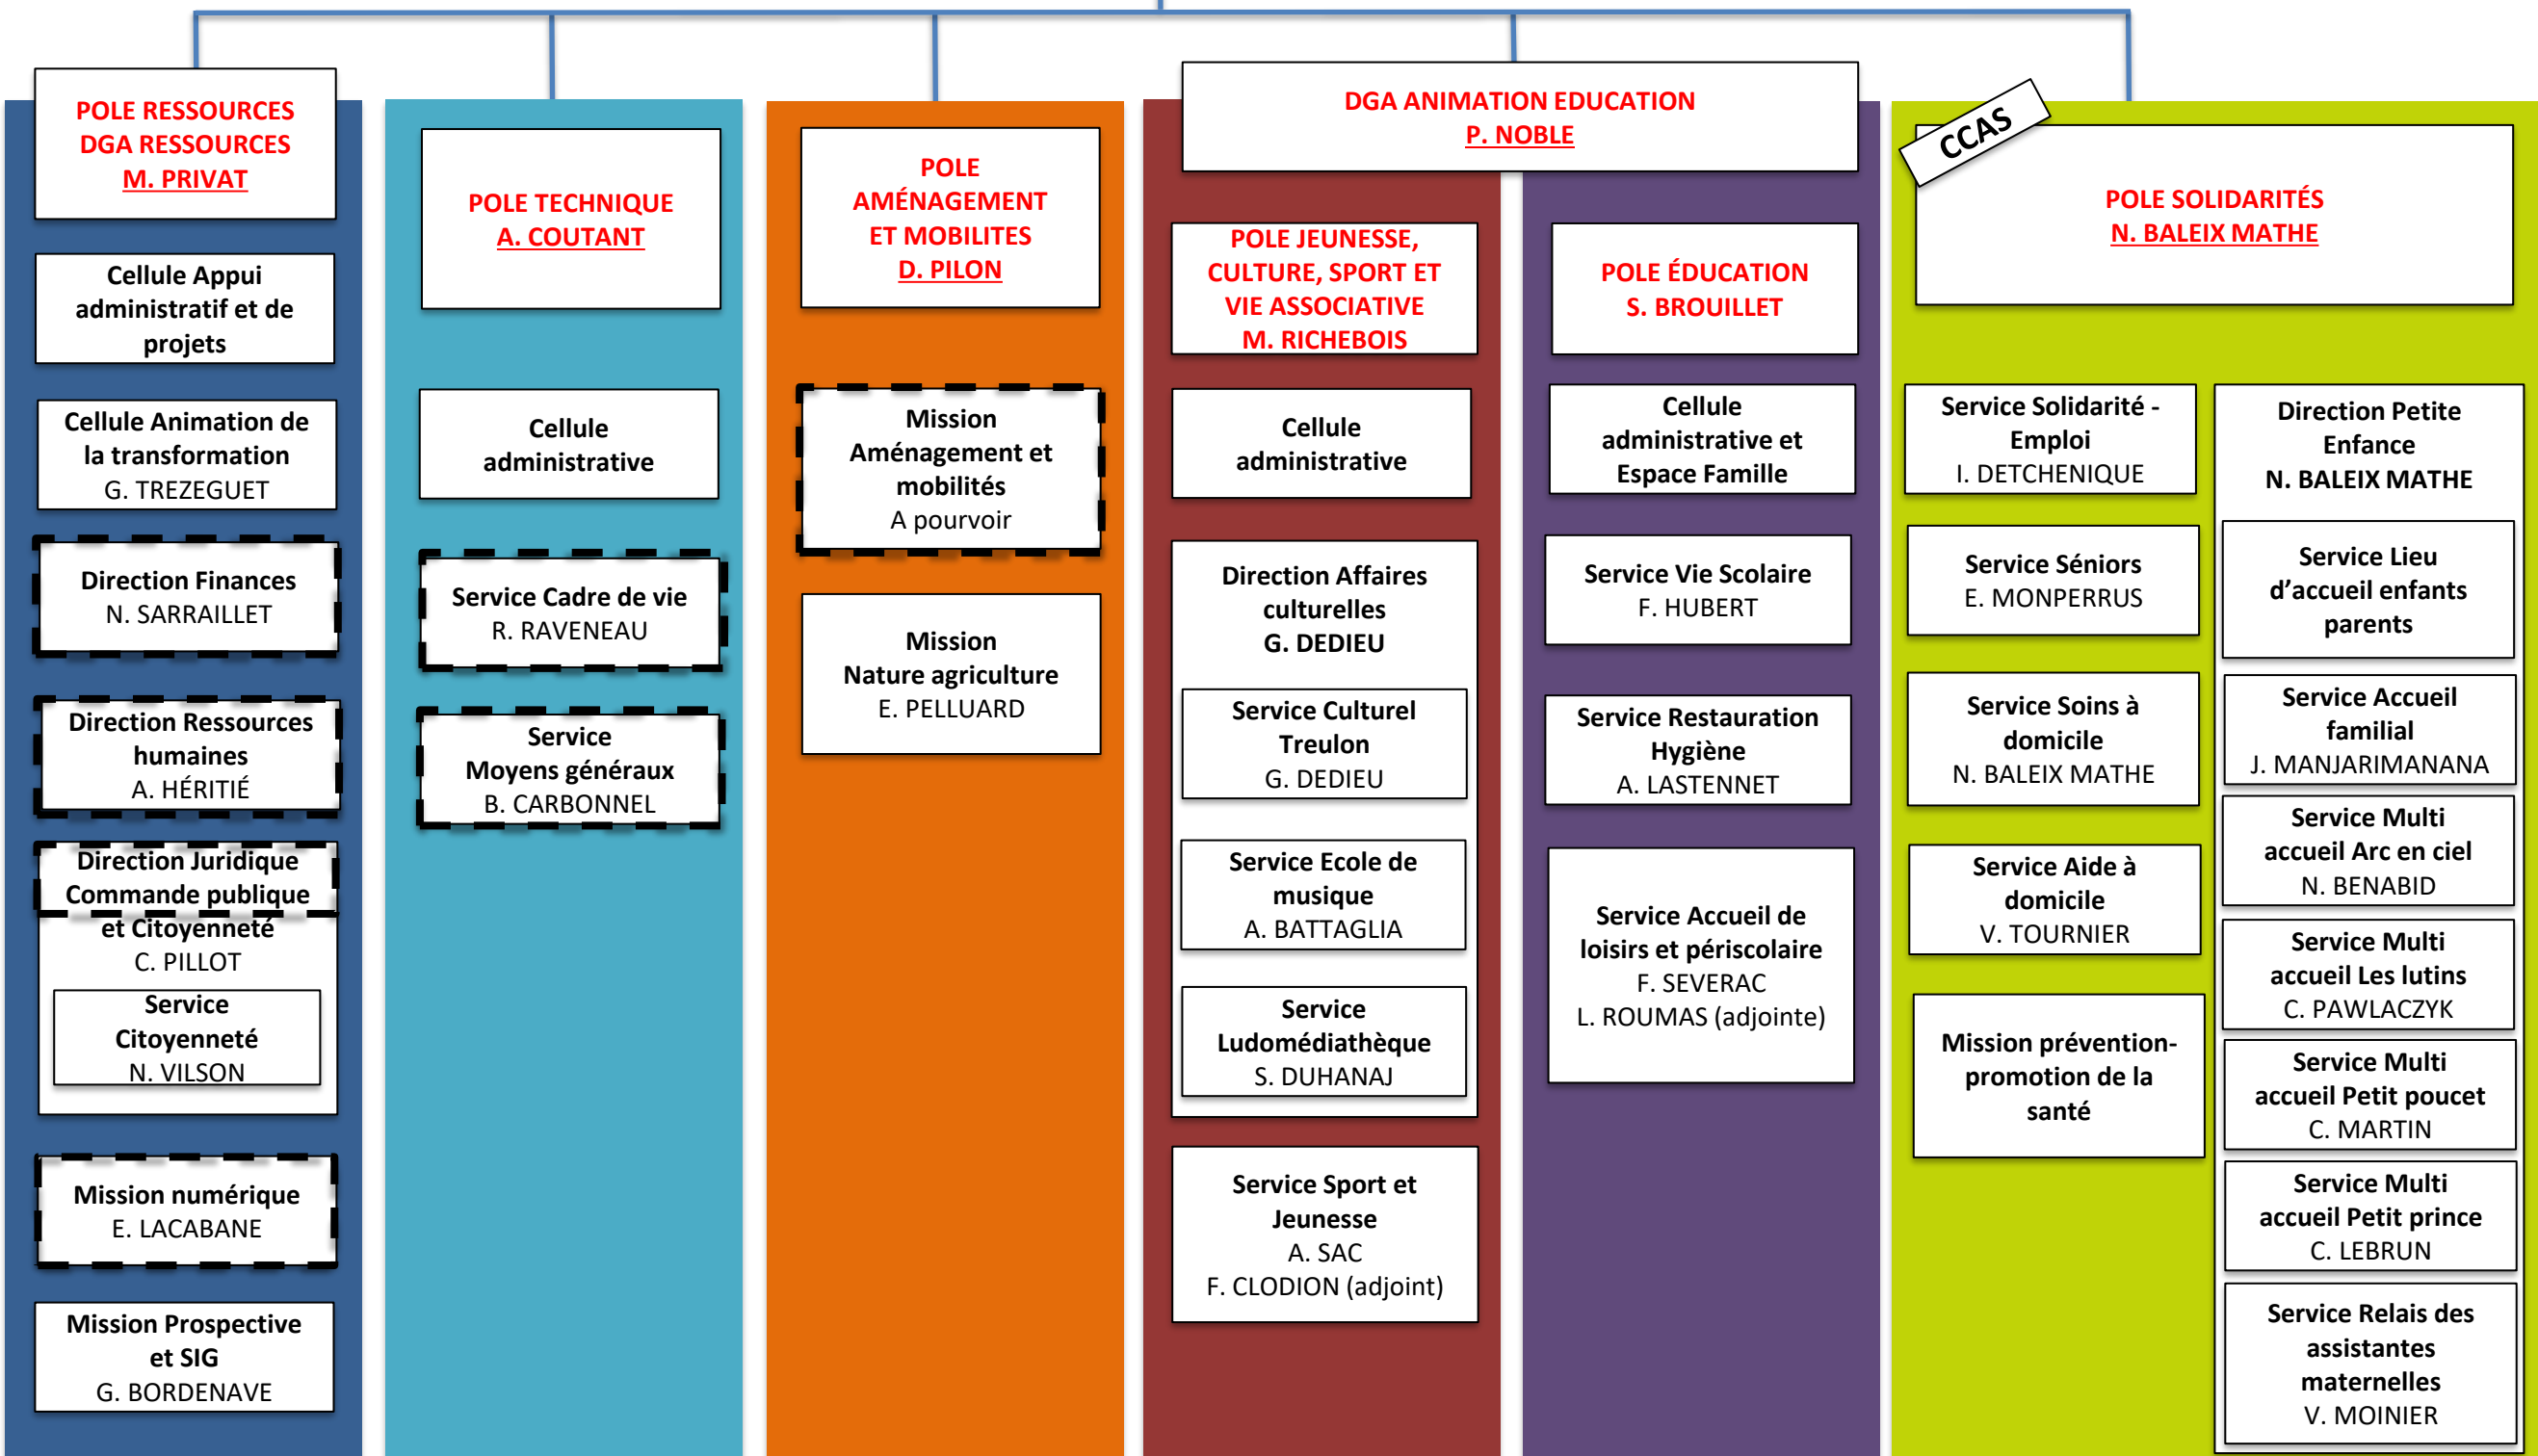 POLE RESSOURCES
DGA RESSOURCES
M. PRIVAT
Cellule Appui
administratif et de
projets
Cellule Animation de
la transformation
G. TREZEGUET
Direction Finances
N. SARRAILLET
Direction Ressources
humaines
A. HÉRITIÉ
Direction Juridique
Commande publique
et Citoyenneté
C. PILLOT
Service
Citoyenneté
N. VILSON
Mission numérique
E. LACABANE
Mission Prospective
et SIG
G. BORDENAVE
POLE TECHNIQUE
A. COUTANT
Cellule
administrative
Service Cadre de vie
R. RAVENEAU
Service
Moyens généraux
B. CARBONNEL
POLE
AMÉNAGEMENT
ET MOBILITES
D. PILON
Mission
Aménagement et
mobilités
A pourvoir
Mission
Nature agriculture
E. PELLUARD
DGA ANIMATION EDUCATION
P. NOBLE
POLE JEUNESSE,
CULTURE, SPORT ET
VIE ASSOCIATIVE
M. RICHEBOIS
Cellule
administrative
Direction Affaires
culturelles
G. DEDIEU
Service Culturel
Treulon
G. DEDIEU
Service Ecole de
musique
A. BATTAGLIA
Service
Ludomédiathèque
S. DUHANAJ
Service Sport et
Jeunesse
A. SAC
F. CLODION (adjoint)
POLE ÉDUCATION
S. BROUILLET
Cellule
administrative et
Espace Famille
Service Vie Scolaire
F. HUBERT
Service Restauration
Hygiène
A. LASTENNET
Service Accueil de
loisirs et périscolaire
F. SEVERAC
L. ROUMAS (adjointe)
CCAS
POLE SOLIDARITÉS
N. BALEIX MATHE
Service Solidarité -
Emploi
I. DETCHENIQUE
Service Séniors
E. MONPERRUS
Service Soins à
domicile
N. BALEIX MATHE
Service Aide à
domicile
V. TOURNIER
Mission prévention-
promotion de la
santé
Direction Petite
Enfance
N. BALEIX MATHE
Service Lieu
d’accueil enfants
parents
Service Accueil
familial
J. MANJARIMANANA
Service Multi
accueil Arc en ciel
N. BENABID
Service Multi
accueil Les lutins
C. PAWLACZYK
Service Multi
accueil Petit poucet
C. MARTIN
Service Multi
accueil Petit prince
C. LEBRUN
Service Relais des
assistantes
maternelles
V. MOINIER